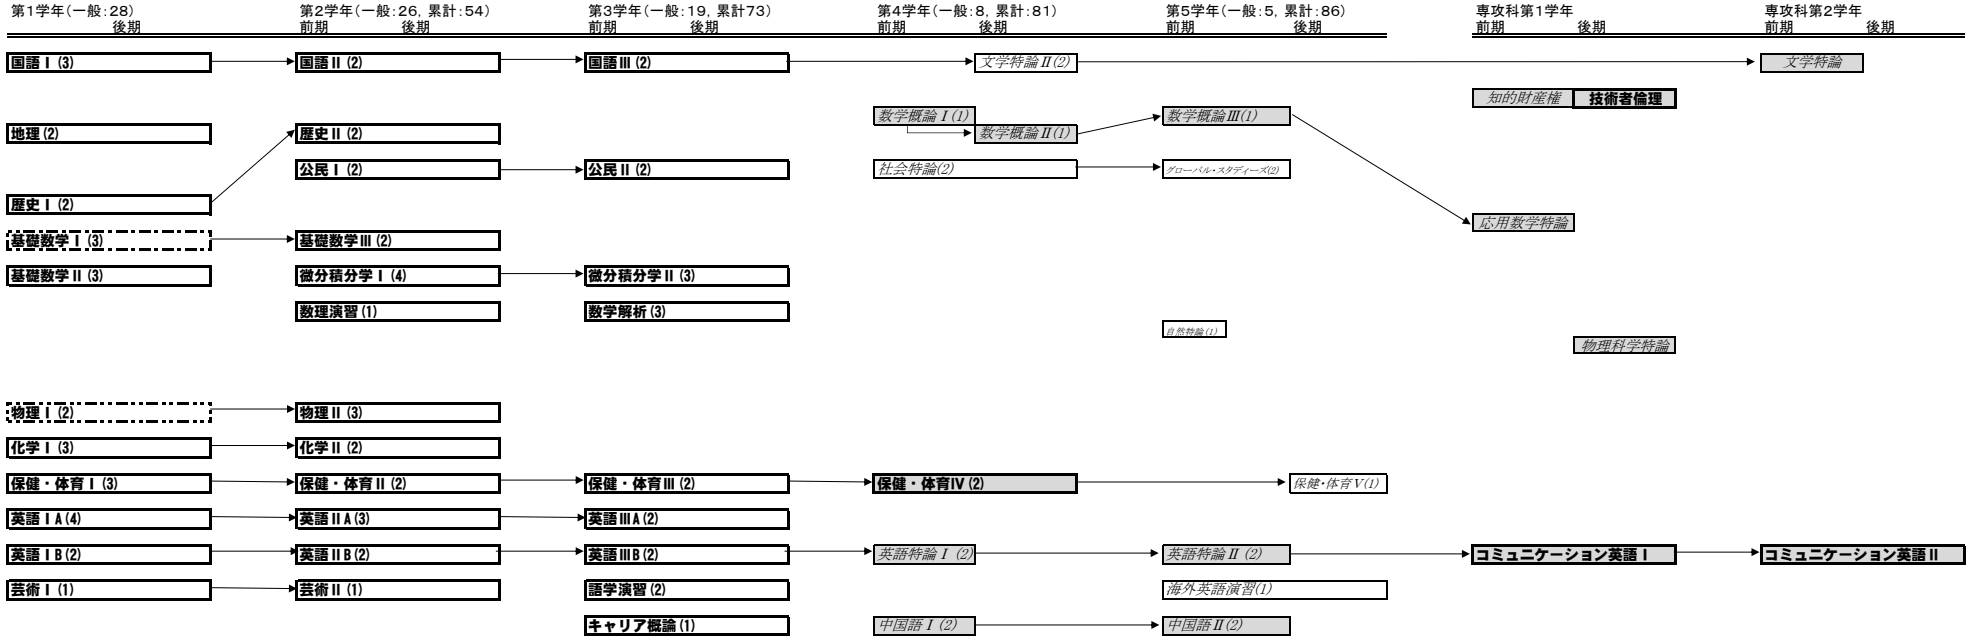 第1学年(一般:28) 第2学年(一般:26, 累計:54) 第3学年(一般:19, 累計73) 第4学年(一般:8, 累計:81) 第5学年(一般:5, 累計:86) 専攻科第1学年 専攻科第2学年
後期 前期 後期 前期 後期 前期 後期 前期 後期 前期 後期 前期 後期
国語Ⅰ(3) 国語Ⅱ(2) 国語Ⅲ(2) 文学特論Ⅱ(2) 文学特論
知的財産権 技術者倫理
数学概論Ⅰ(1) 数学概論Ⅲ(1)
地理(2) 歴史Ⅱ(2) 数学概論Ⅱ(1)
公民Ⅰ(2) 公民Ⅱ(2) 社会特論(2) グローバル・スタディーズ(2)
歴史Ⅰ(2)
応用数学特論
基礎数学Ⅰ(3) 基礎数学Ⅲ(2)
基礎数学Ⅱ(3) 微分積分学Ⅰ(4) 微分積分学Ⅱ(3)
数理演習(1) 数学解析(3)
自然特論(1)
物理科学特論
物理Ⅰ(2) 物理Ⅱ(3)
化学Ⅰ(3) 化学Ⅱ(2)
保健・体育Ⅰ(3) 保健・体育Ⅱ(2) 保健・体育Ⅲ(2) 保健・体育Ⅳ(2) 保健・体育Ⅴ(1)
英語ⅠA(4) 英語ⅡA(3) 英語ⅢA(2)
英語ⅠB(2) 英語ⅡB(2) 英語ⅢB(2) 英語特論Ⅰ(2) 英語特論Ⅱ(2) コミュニケーション英語Ⅰ コミュニケーション英語Ⅱ
芸術Ⅰ(1) 芸術Ⅱ(1) 語学演習(2) 海外英語演習(1)
キャリア概論(1) 中国語Ⅰ(2) 中国語Ⅱ(2)